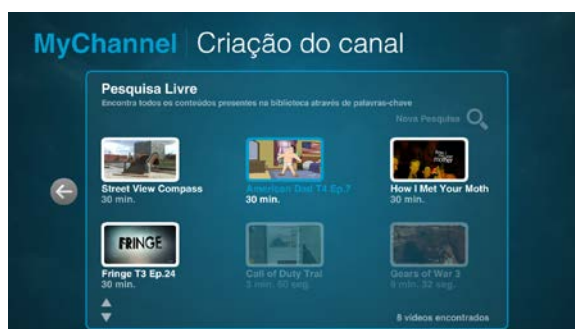 MyChannel Criação do canal
Pesquisa Livre
Encontra todos os conteúdos presentes na biblioteca através de palavras-chave
Nova Pesquisa
Street View Compass
30 min.
American Dad T4 Ep.7
30 min.
How I Met Your Moth
30 min.
FRINGE
Fringe T3 Ep.24
30 min.
Call of Duty Trai
5 min. 60 seg.
Gears of War 3
9 min. 32 seg.
8 vídeos encontrados